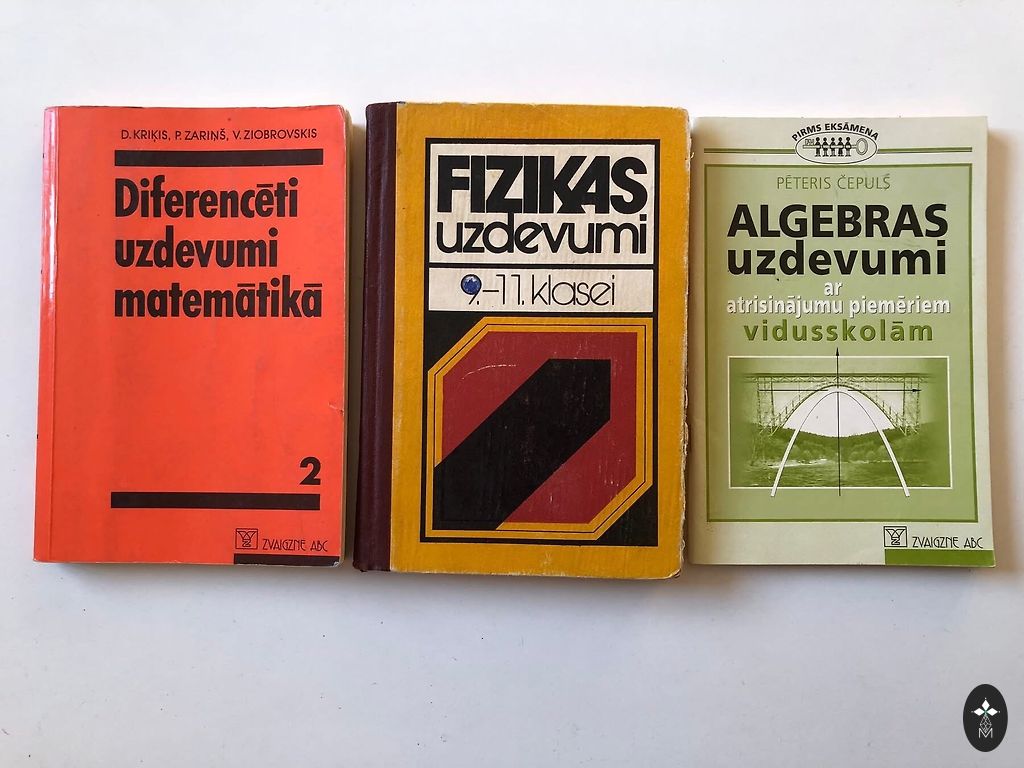 D. KRIĶIS, P. ZARIŅŠ, V. ZIOBROVSKIS
Diferencēti
uzdevumi
matemātikā
2
ZVAIGZNE ABC
FIZIKAS
uzdevumi
9.–11. klasei
PIRMS EKSĀMENA
PĒTERIS ČEPUĻŠ
ALGEBRAS
uzdevumi
ar
atrisinājumu piemēriem
vidusskolām
ZVAIGZNE ABC
M